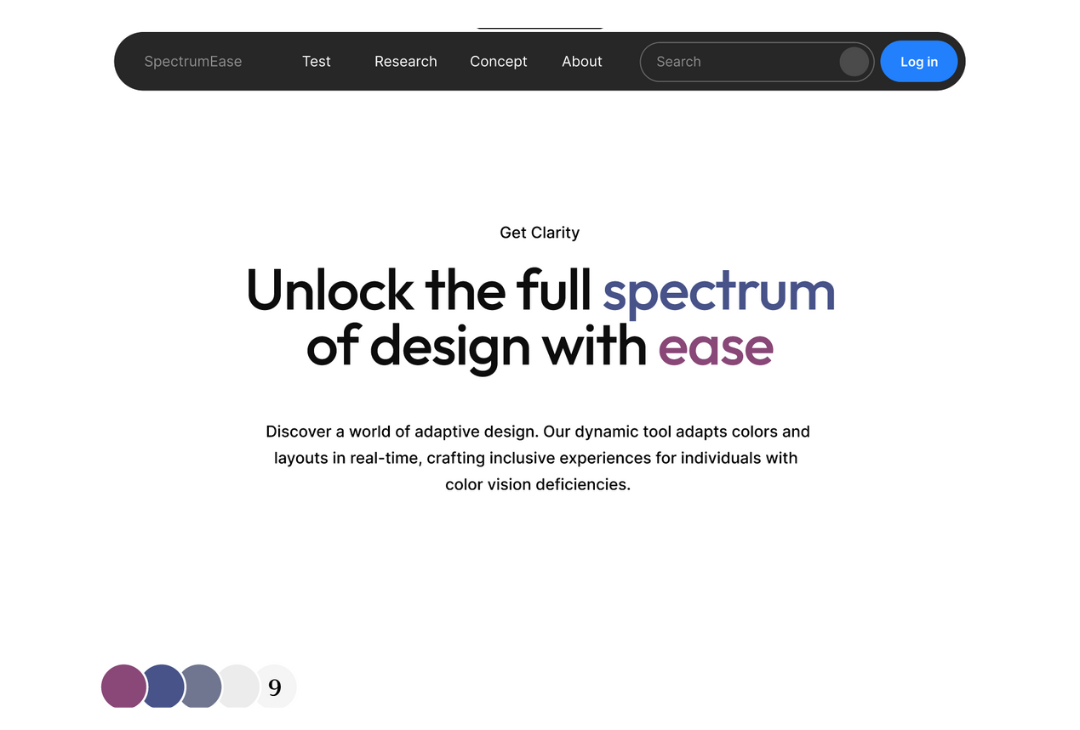 SpectrumEase Test Research Concept About Search Log in
Get Clarity
Unlock the full spectrum
of design with ease
Discover a world of adaptive design. Our dynamic tool adapts colors and
layouts in real-time, crafting inclusive experiences for individuals with
color vision deficiencies.
9